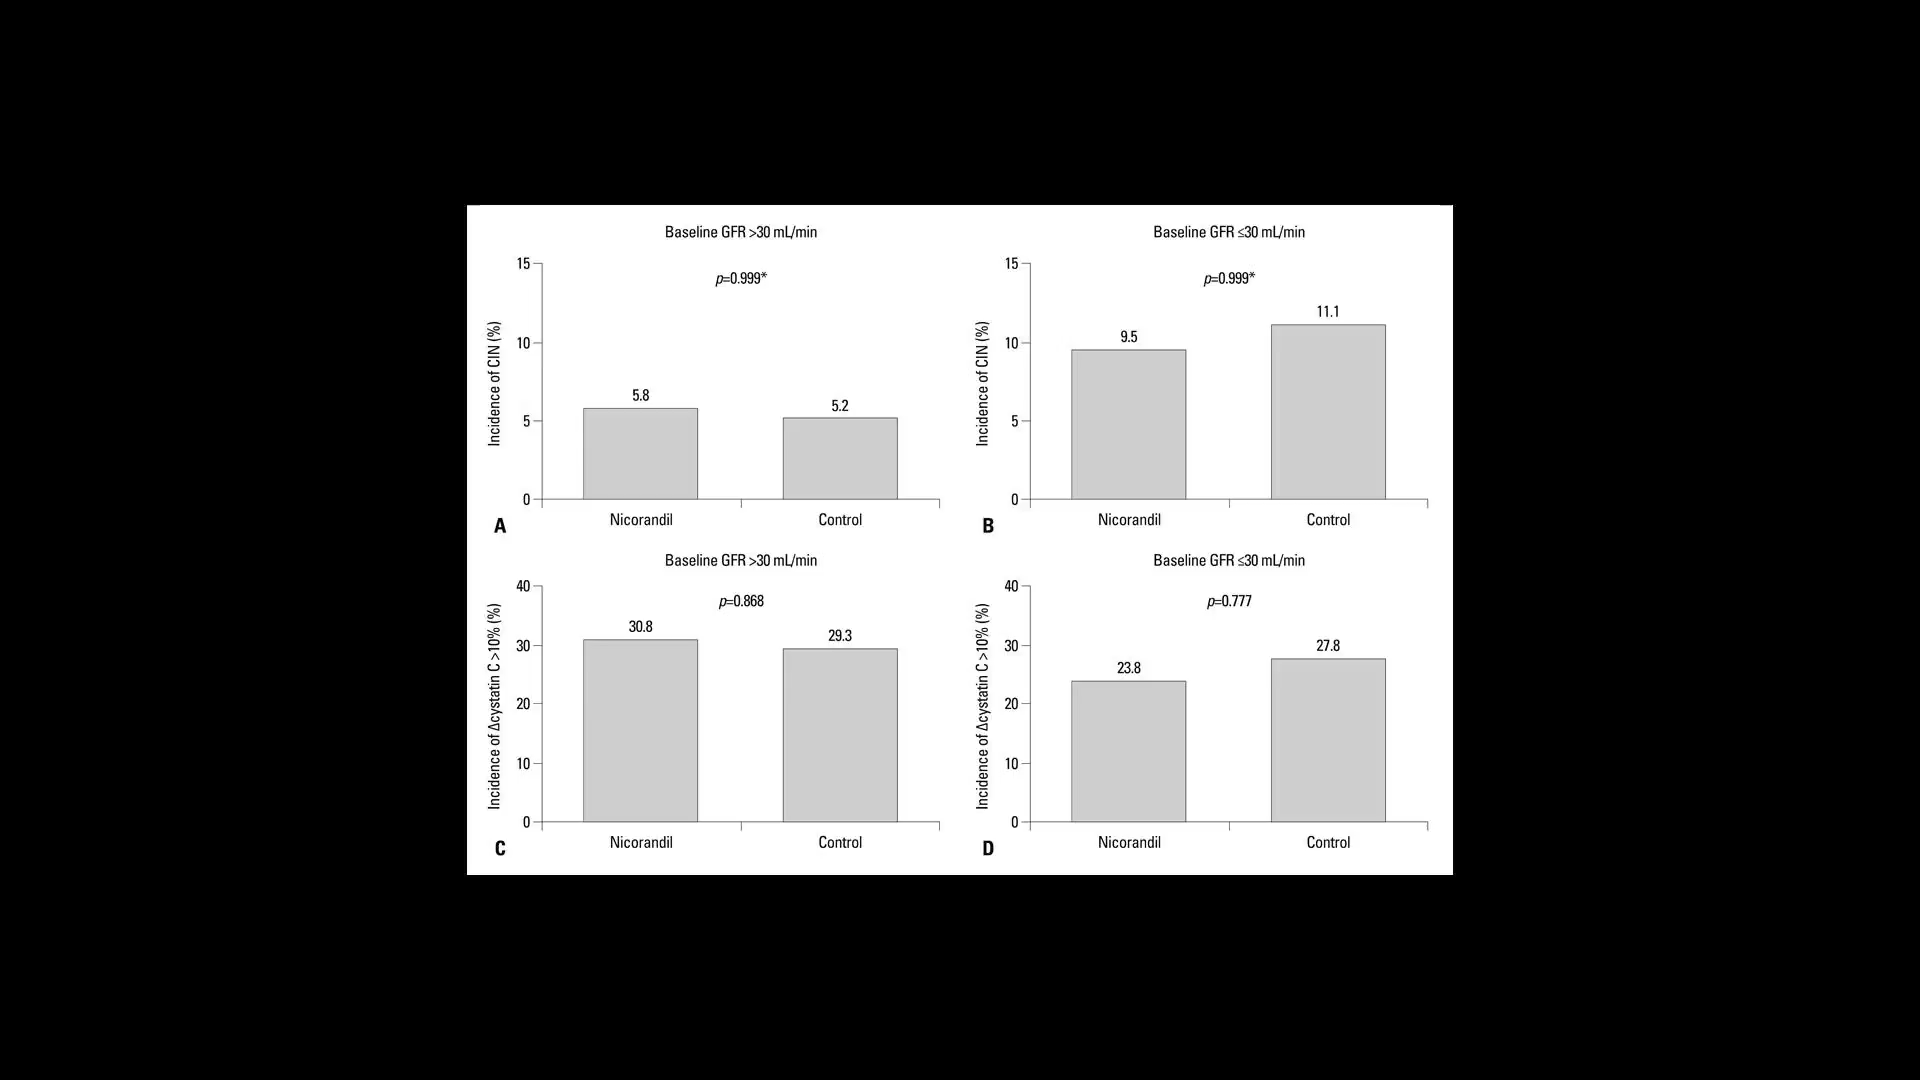 Baseline GFR >30 mL/min
p=0.999*
Incidence of CIN (%)
15
10
5
0
5.8
5.2
Nicorandil
Control
A
Baseline GFR ≤30 mL/min
p=0.999*
Incidence of CIN (%)
15
10
5
0
9.5
11.1
Nicorandil
Control
B
Baseline GFR >30 mL/min
p=0.868
Incidence of Δcystatin C >10% (%)
40
30
20
10
0
30.8
29.3
Nicorandil
Control
C
Baseline GFR ≤30 mL/min
p=0.777
Incidence of Δcystatin C >10% (%)
40
30
20
10
0
23.8
27.8
Nicorandil
Control
D